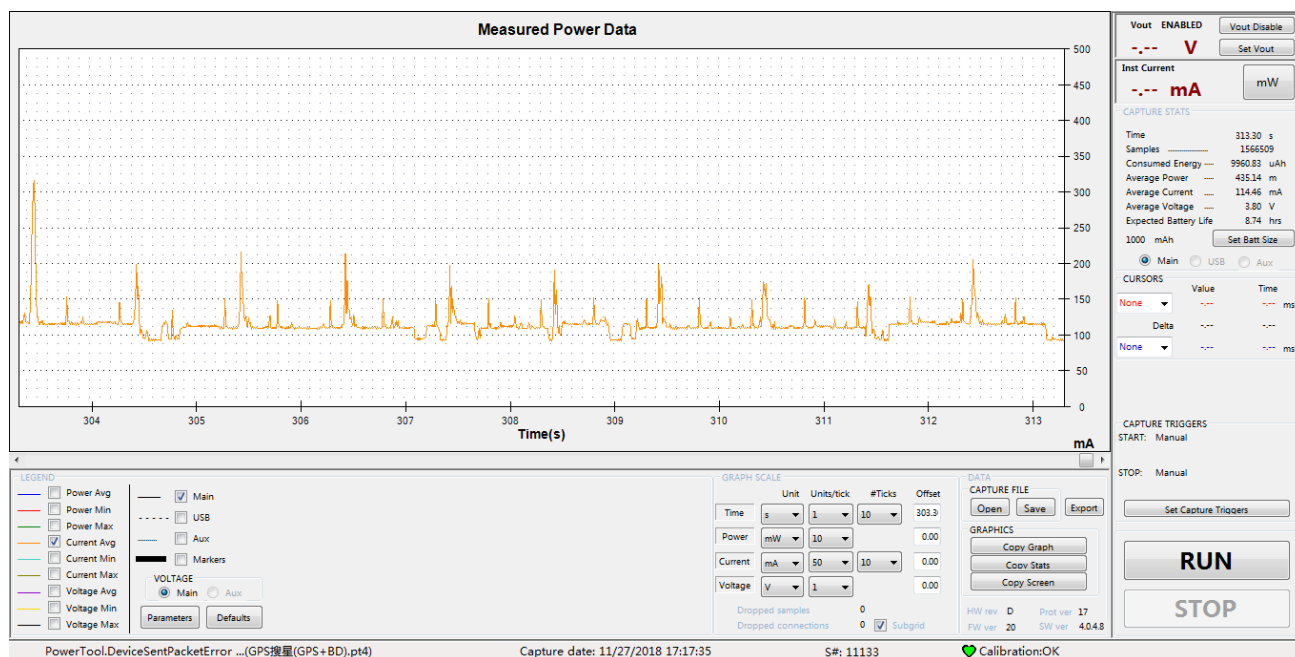 Measured Power Data
500
450
400
350
300
250
200
150
100
50
0
304 305 306 307 308 309 310 311 312 313
Time(s)
mA
Vout ENABLED Vout Disable
-.-- V Set Vout
Inst Current
-.-- mA mW
CAPTURE STATS
Time 313.30 s
Samples 1566509
Consumed Energy 9960.83 uAh
Average Power 435.14 m
Average Current 114.46 mA
Average Voltage 3.80 V
Expected Battery Life 8.74 hrs
1000 mAh Set Batt Size
Main USB Aux
CURSORS
Value Time
None -.-- -.-- ms
Delta -.-- -.--
None -.-- -.-- ms
CAPTURE TRIGGERS
START: Manual
STOP: Manual
Set Capture Triggers
RUN
STOP
LEGEND
Power Avg
Power Min
Power Max
Current Avg
Current Min
Current Max
Voltage Avg
Voltage Min
Voltage Max
Main
USB
Aux
Markers
VOLTAGE
Main Aux
Parameters Defaults
GRAPH SCALE
Unit Units/tick #Ticks Offset
Time s 1 10 303.3
Power mW 10 0.00
Current mA 50 10 0.00
Voltage V 1 0.00
Dropped samples 0
Dropped connections 0 Subgrid
DATA
CAPTURE FILE
Open Save Export
GRAPHICS
Copy Graph
Copy Stats
Copy Screen
HW rev D Prot ver 17
FW ver 20 SW ver 4.0.4.8
PowerTool.DeviceSentPacketError ...(GPS搜星(GPS+BD).pt4) Capture date: 11/27/2018 17:17:35 S#: 11133 Calibration:OK